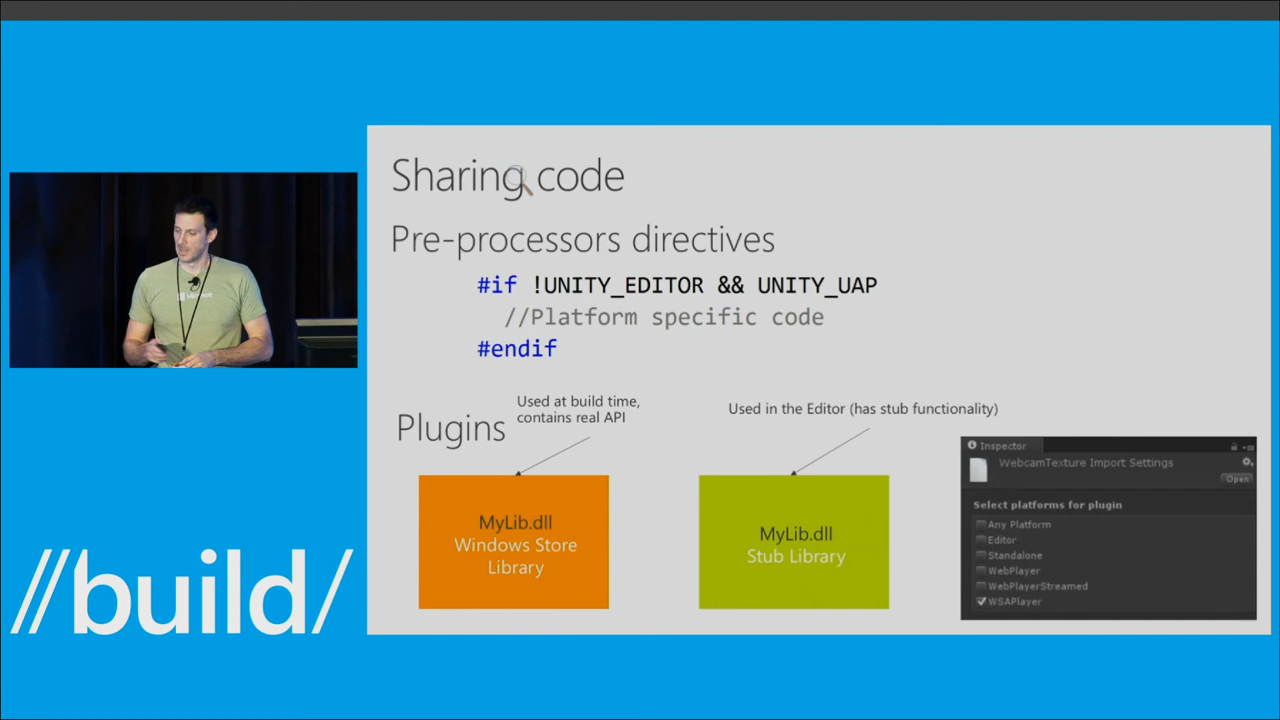 Sharing code
Pre-processors directives
#if !UNITY_EDITOR && UNITY_UAP
//Platform specific code
#endif
Plugins
Used at build time,
contains real API
Used in the Editor (has stub functionality)
MyLib.dll
Windows Store
Library
MyLib.dll
Stub Library
Inspector
WebcamTexture Import Settings
Open
Select platforms for plugin
Any Platform
Editor
Standalone
WebPlayer
WebPlayerStreamed
WSAPlayer
Microsoft
//build/